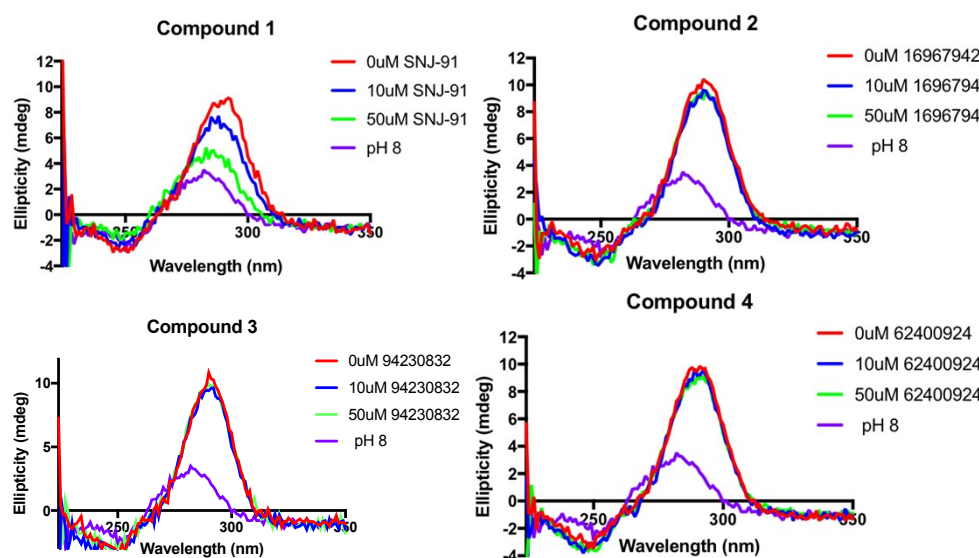 Compound 1
12
10
8
6
4
2
0
-2
-4
250
300
350
Ellipticity (mdeg)
Wavelength (nm)
0uM SNJ-91
10uM SNJ-91
50uM SNJ-91
pH 8
Compound 2
12
10
8
6
4
2
0
-2
-4
250
300
350
Ellipticity (mdeg)
Wavelength (nm)
0uM 16967942
10uM 1696794
50uM 1696794
pH 8
Compound 3
10
0
250
300
350
Ellipticity (mdeg)
Wavelength (nm)
0uM 94230832
10uM 94230832
50uM 94230832
pH 8
Compound 4
12
10
8
6
4
2
0
-2
-4
250
300
350
Ellipticity (mdeg)
Wavelength (nm)
0uM 62400924
10uM 62400924
50uM 62400924
pH 8